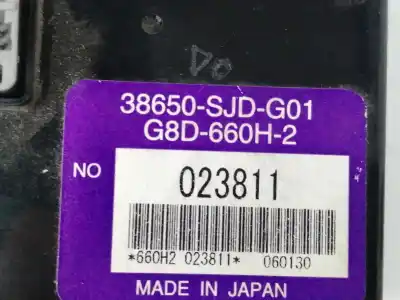 38650-SJD-G01
G8D-660H-2
NO 023811
*660H2 023811* 060130
MADE IN JAPAN